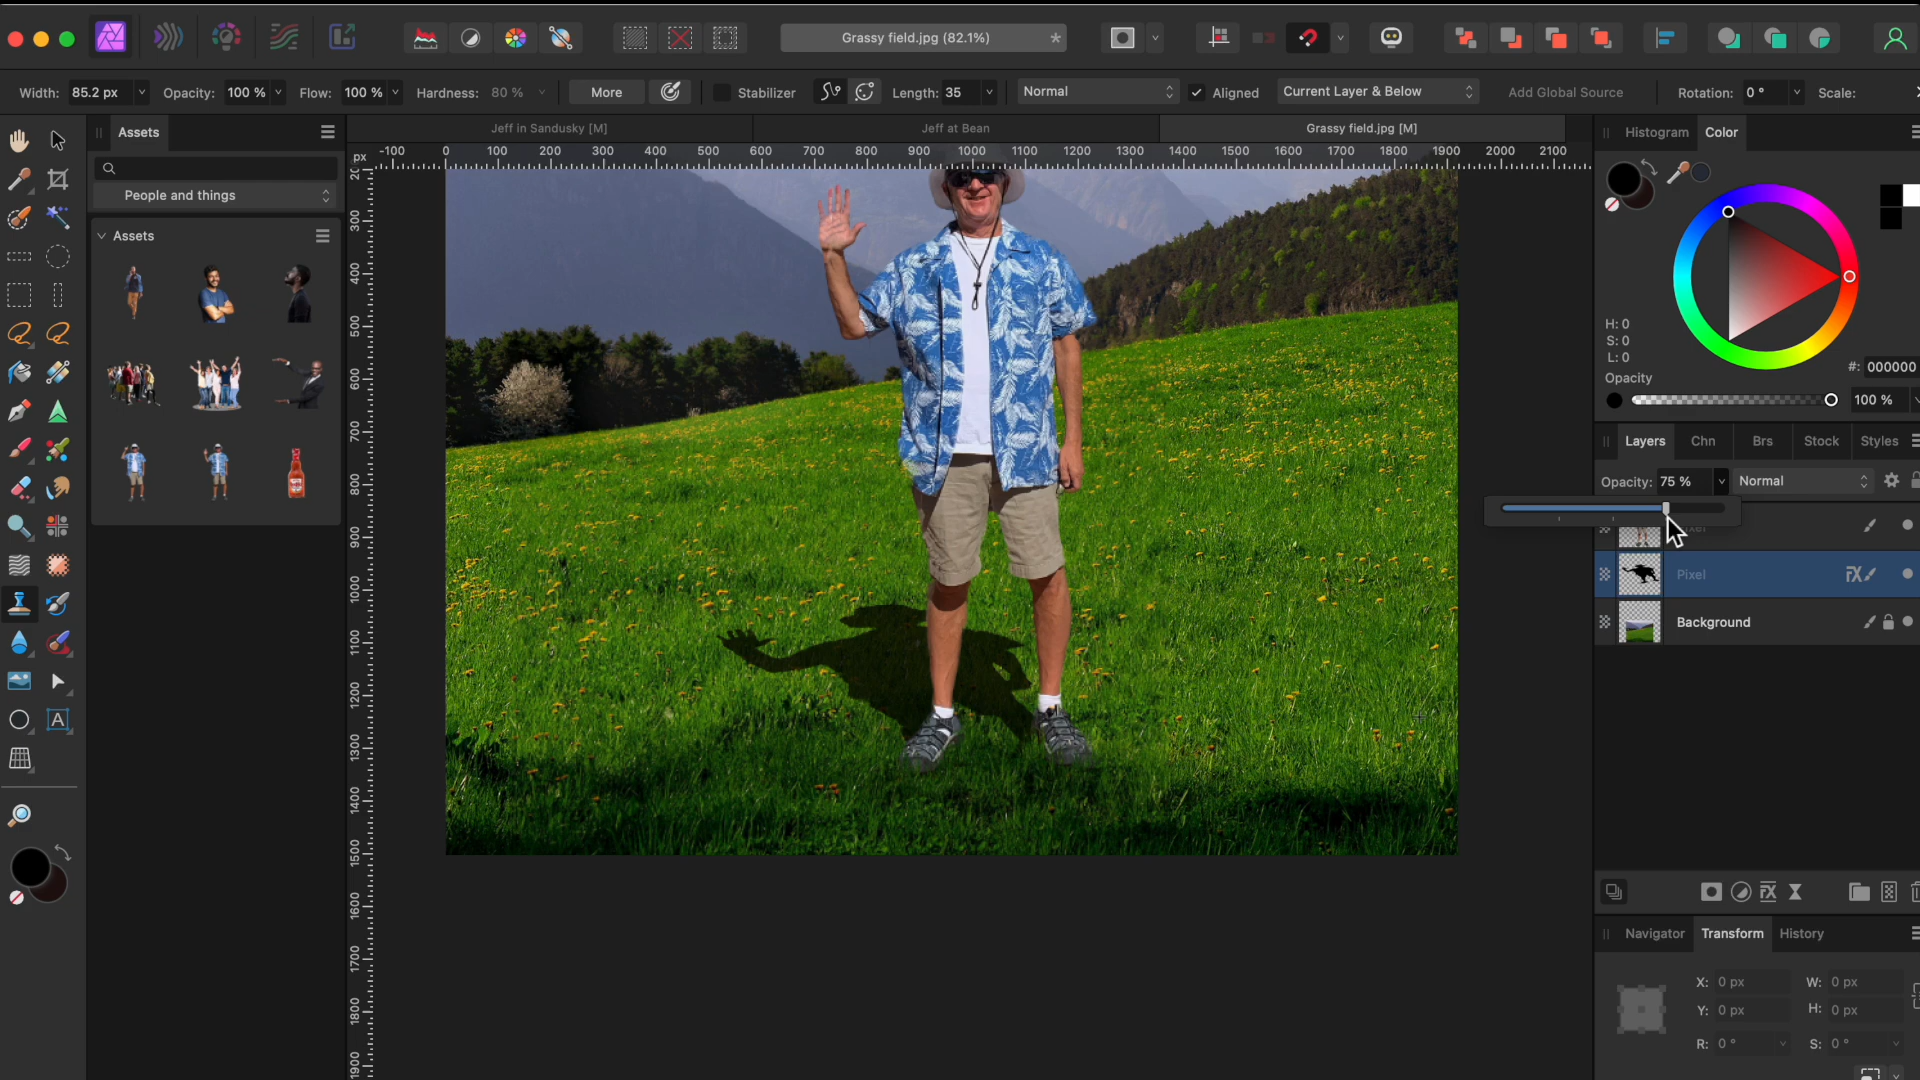 Grassy field.jpg (82.1%)
*
Width: 85.2 px
Opacity: 100 %
Flow: 100 %
Hardness: 80 %
More
Stabilizer
Length: 35
Normal
Aligned
Current Layer & Below
Add Global Source
Rotation: 0 °
Scale:
Assets
People and things
Assets
Jeff in Sandusky [M]
Jeff at Bean
Grassy field.jpg [M]
px
-100 0 100 200 300 400 500 600 700 800 900 1000 1100 1200 1300 1400 1500 1600 1700 1800 1900 2000 2100
300
400
500
600
700
800
900
1000
1100
1200
1300
1400
1500
1600
1700
1800
1900
Histogram
Color
H: 0
S: 0
L: 0
#: 000000
Opacity
100 %
Layers
Chn
Brs
Stock
Styles
Opacity: 75 %
Normal
Pixel
Background
Navigator
Transform
History
X: 0 px
W: 0 px
Y: 0 px
H: 0 px
R: 0 °
S: 0 °